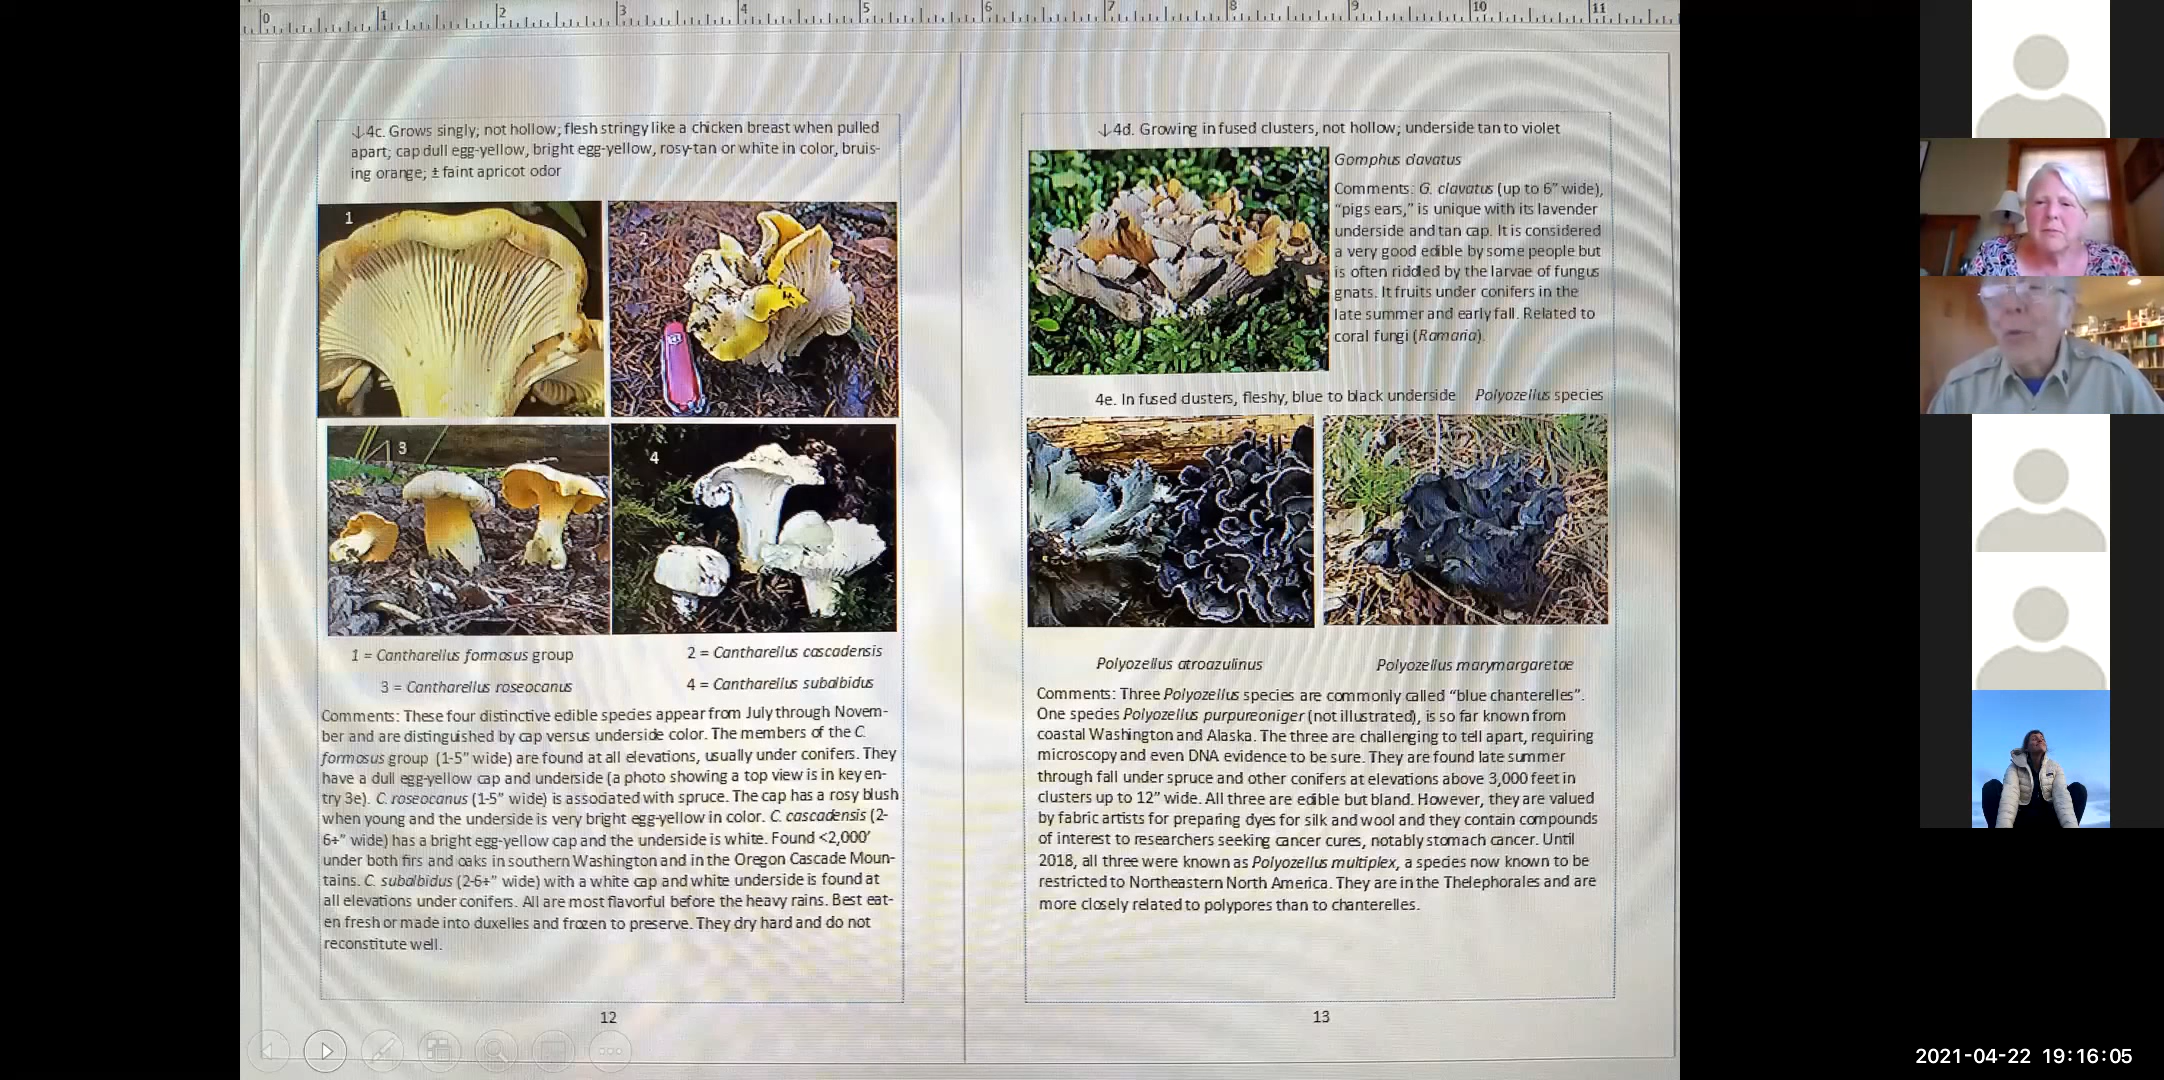 0 1 2 3 4 5 6 7 8 9 10 11
↓4c. Grows singly; not hollow; flesh stringy like a chicken breast when pulled
apart; cap dull egg-yellow, bright egg-yellow, rosy-tan or white in color, bruis-
ing orange; ± faint apricot odor
1
2
3
4
1 = Cantharellus formosus group
2 = Cantharellus cascadensis
3 = Cantharellus roseocanus
4 = Cantharellus subalbidus
Comments: These four distinctive edible species appear from July through Novem-
ber and are distinguished by cap versus underside color. The members of the C.
formosus group (1-5" wide) are found at all elevations, usually under conifers. They
have a dull egg-yellow cap and underside (a photo showing a top view is in key en-
try 3e). C. roseocanus (1-5" wide) is associated with spruce. The cap has a rosy blush
when young and the underside is very bright egg-yellow in color. C. cascadensis (2-
6+" wide) has a bright egg-yellow cap and the underside is white. Found <2,000'
under both firs and oaks in southern Washington and in the Oregon Cascade Moun-
tains. C. subalbidus (2-6+" wide) with a white cap and white underside is found at
all elevations under conifers. All are most flavorful before the heavy rains. Best eat-
en fresh or made into duxelles and frozen to preserve. They dry hard and do not
reconstitute well.
12
↓4d. Growing in fused clusters, not hollow; underside tan to violet
Gomphus clavatus
Comments: G. clavatus (up to 6" wide),
"pigs ears," is unique with its lavender
underside and tan cap. It is considered
a very good edible by some people but
is often riddled by the larvae of fungus
gnats. It fruits under conifers in the
late summer and early fall. Related to
coral fungi (Ramaria).
4e. In fused clusters, fleshy, blue to black underside Polyozellus species
Polyozellus atroazulinus
Polyozellus marymargaretae
Comments: Three Polyozellus species are commonly called "blue chanterelles".
One species Polyozellus purpureoniger (not illustrated), is so far known from
coastal Washington and Alaska. The three are challenging to tell apart, requiring
microscopy and even DNA evidence to be sure. They are found late summer
through fall under spruce and other conifers at elevations above 3,000 feet in
clusters up to 12" wide. All three are edible but bland. However, they are valued
by fabric artists for preparing dyes for silk and wool and they contain compounds
of interest to researchers seeking cancer cures, notably stomach cancer. Until
2018, all three were known as Polyozellus multiplex, a species now known to be
restricted to Northeastern North America. They are in the Thelephorales and are
more closely related to polypores than to chanterelles.
13
2021-04-22 19:16:05